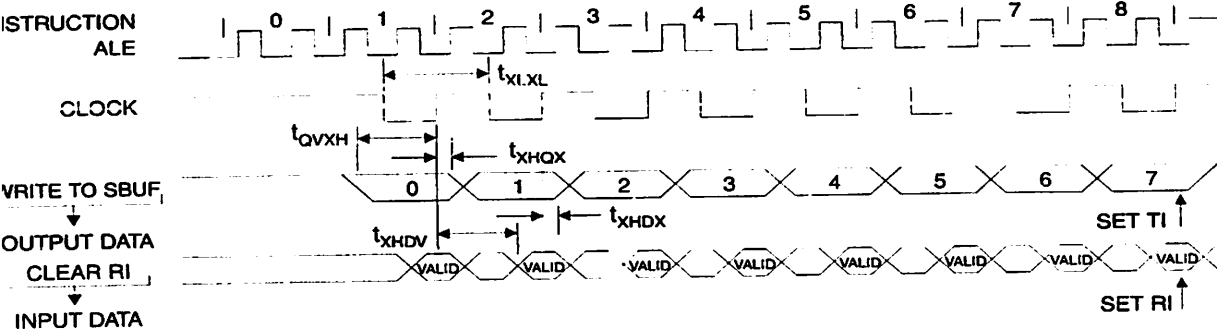 NSTRUCTION 0 1 2 3 4 5 6 7 8
ALE
tXLXL
CLOCK
tQVXH
tXHQX
WRITE TO SBUF 0 1 2 3 4 5 6 7
tXHDX
SET TI
OUTPUT DATA
tXHDV
CLEAR RI VALID VALID VALID VALID VALID VALID VALID VALID
SET RI
INPUT DATA